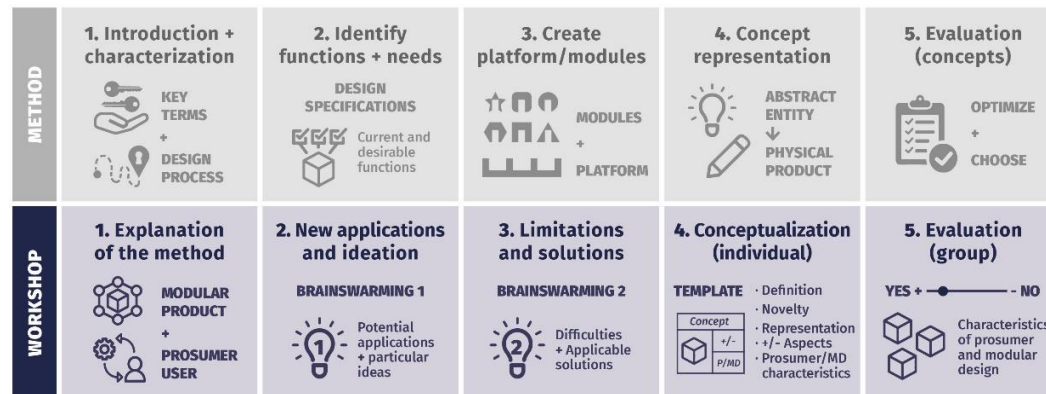 METHOD
1. Introduction +
characterization
KEY
TERMS
+
DESIGN
PROCESS
2. Identify
functions + needs
DESIGN
SPECIFICATIONS
Current and
desirable
functions
3. Create
platform/modules
MODULES
+
PLATFORM
4. Concept
representation
ABSTRACT
ENTITY
PHYSICAL
PRODUCT
5. Evaluation
(concepts)
OPTIMIZE
+
CHOOSE
WORKSHOP
1. Explanation
of the method
MODULAR
PRODUCT
+
PROSUMER
USER
2. New applications
and ideation
BRAINSWARMING 1
1
Potential
applications
+ particular
ideas
3. Limitations
and solutions
BRAINSWARMING 2
2
Difficulties
+ Applicable
solutions
4. Conceptualization
(individual)
TEMPLATE
Concept
+/-
P/MD
· Definition
· Novelty
· Representation
· +/- Aspects
· Prosumer/MD
characteristics
5. Evaluation
(group)
YES + - NO
Characteristics
of prosumer
and modular
design